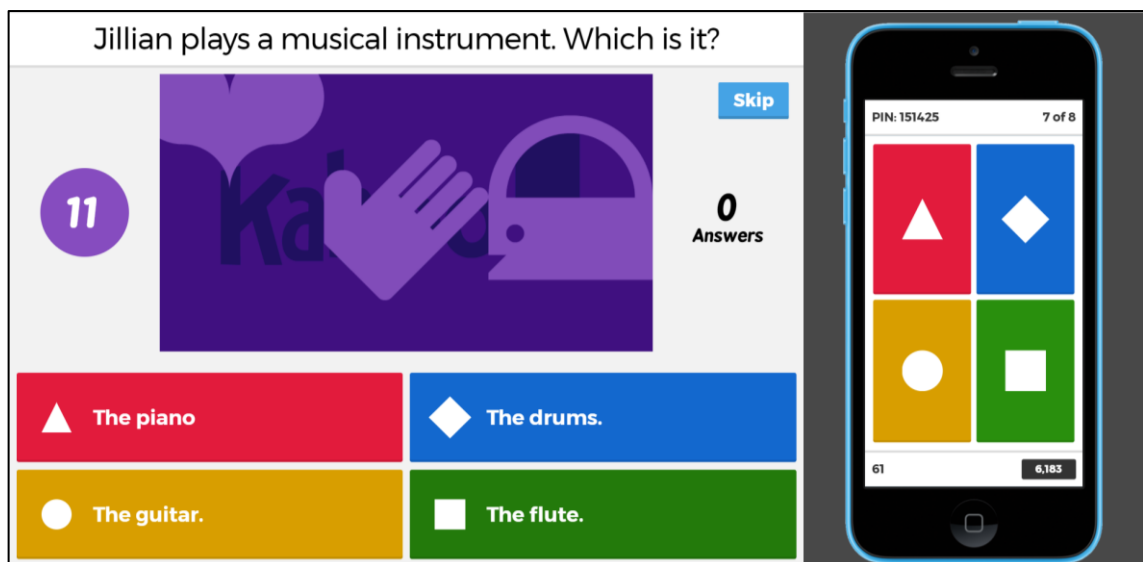 Jillian plays a musical instrument. Which is it?
Skip
11
0
Answers
The piano
The drums.
The guitar.
The flute.
PIN: 151425
7 of 8
61
6,183